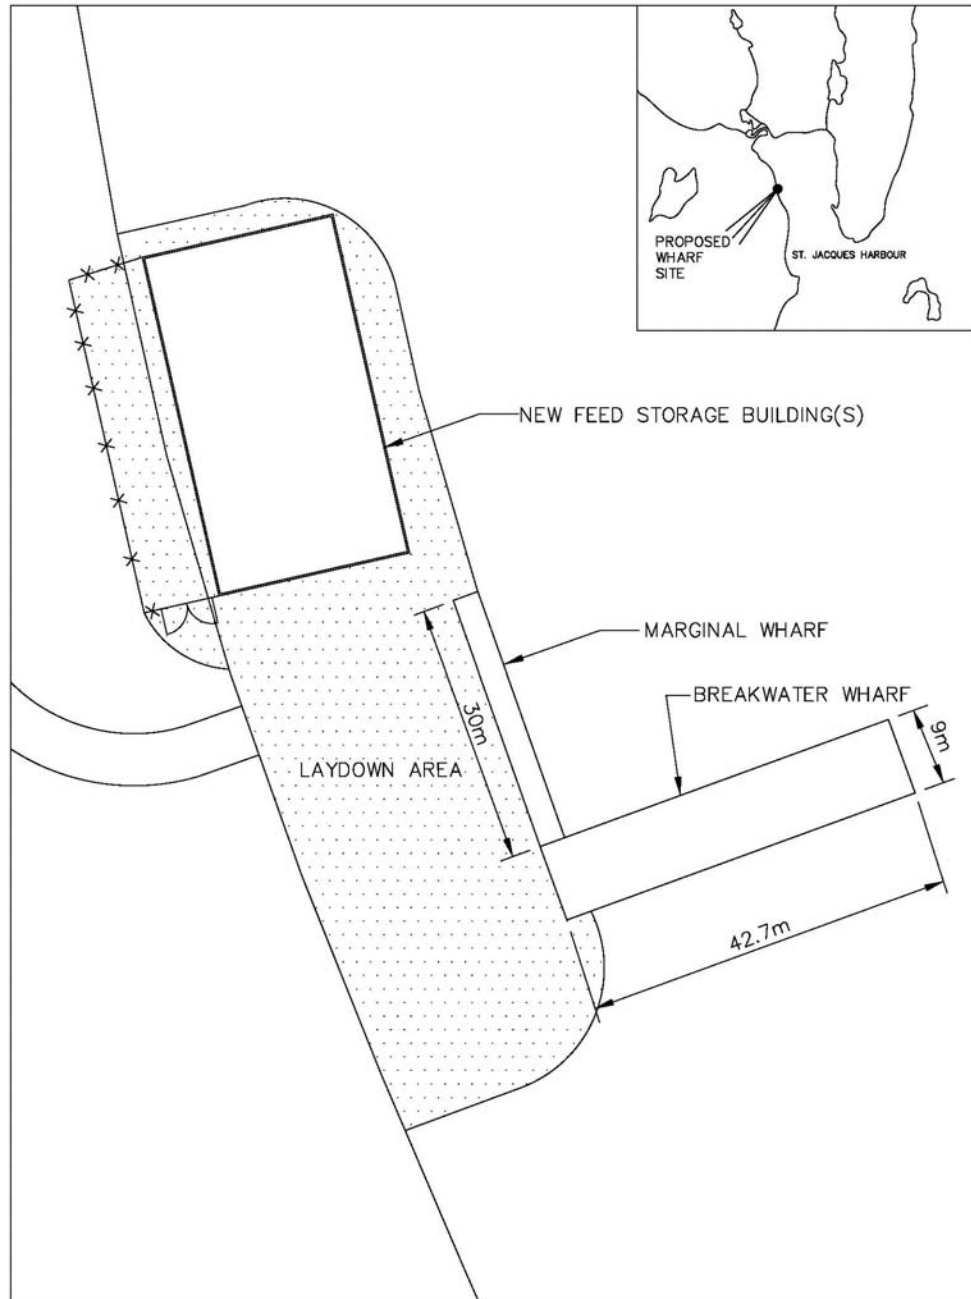 PROPOSED
WHARF
SITE
ST. JACQUES HARBOUR
NEW FEED STORAGE BUILDING(S)
MARGINAL WHARF
BREAKWATER WHARF
30m
9m
LAYDOWN AREA
42.7m